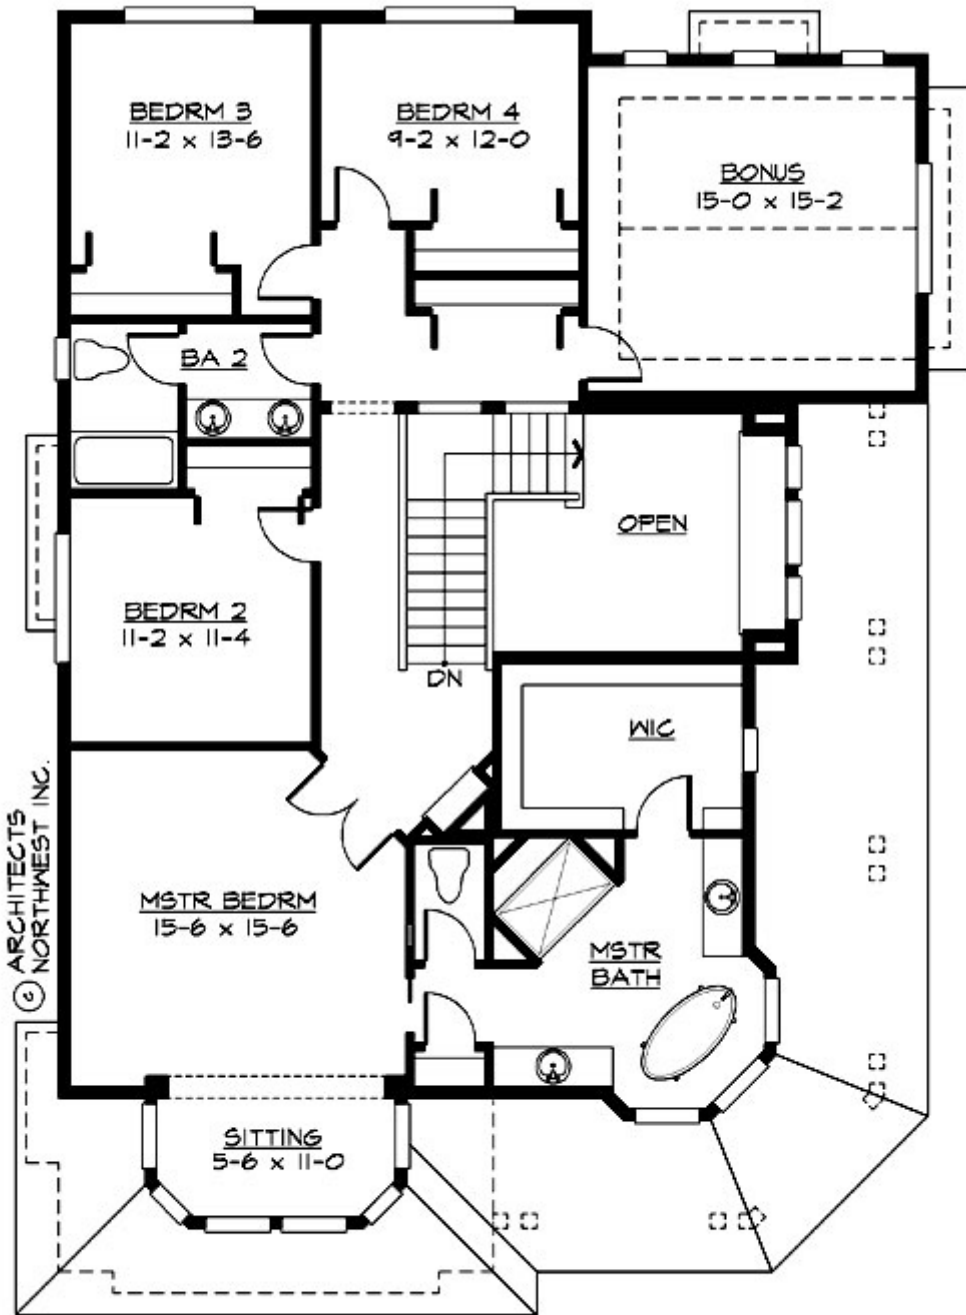 BEDRM 3
11-2 x 13-6
BEDRM 4
9-2 x 12-0
BONUS
15-0 x 15-2
BA 2
OPEN
BEDRM 2
11-2 x 11-4
DN
WIC
MSTR BEDRM
15-6 x 15-6
MSTR
BATH
SITTING
5-6 x 11-0
© ARCHITECTS
NORTHWEST INC.